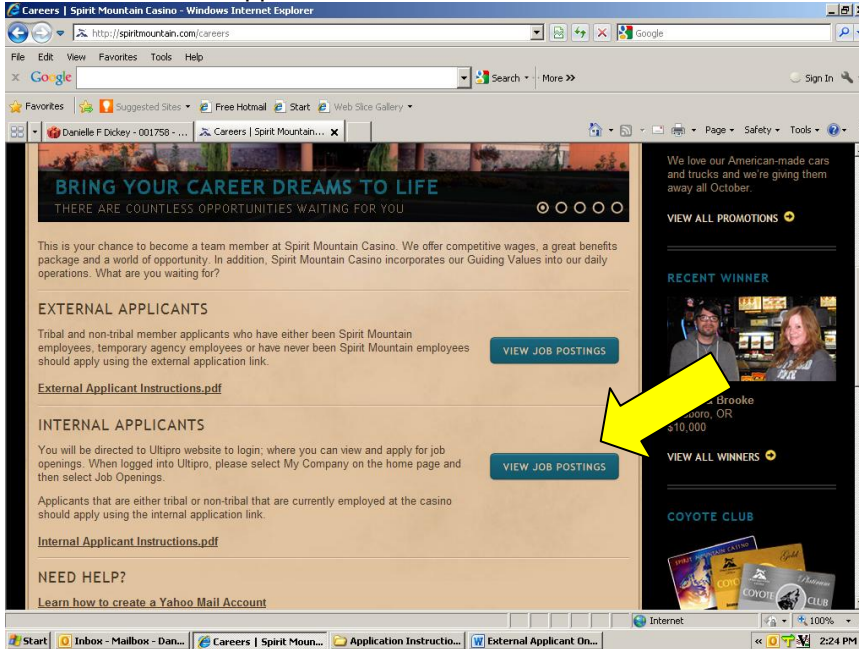 Careers | Spirit Mountain Casino - Windows Internet Explorer
http://spiritmountain.com/careers
Google
File Edit View Favorites Tools Help
x Google Search More >> Sign In
Favorites Suggested Sites Free Hotmail Start Web Slice Gallery
Danielle F Dickey - 001758 - ... Careers | Spirit Mountain... x Page Safety Tools
BRING YOUR CAREER DREAMS TO LIFE
THERE ARE COUNTLESS OPPORTUNITIES WAITING FOR YOU
This is your chance to become a team member at Spirit Mountain Casino. We offer competitive wages, a great benefits
package and a world of opportunity. In addition, Spirit Mountain Casino incorporates our Guiding Values into our daily
operations. What are you waiting for?
EXTERNAL APPLICANTS
Tribal and non-tribal member applicants who have either been Spirit Mountain
employees, temporary agency employees or have never been Spirit Mountain employees
should apply using the external application link.
VIEW JOB POSTINGS
External Applicant Instructions.pdf
INTERNAL APPLICANTS
You will be directed to Ultipro website to login; where you can view and apply for job
openings. When logged into Ultipro, please select My Company on the home page and
then select Job Openings.
VIEW JOB POSTINGS
Applicants that are either tribal or non-tribal that are currently employed at the casino
should apply using the internal application link.
Internal Applicant Instructions.pdf
NEED HELP?
Learn how to create a Yahoo Mail Account
We love our American-made cars
and trucks and we're giving them
away all October.
VIEW ALL PROMOTIONS
RECENT WINNER
Brooke
OR
$10,000
VIEW ALL WINNERS
COYOTE CLUB
SPIRIT MOUNTAIN CASINO
Gold
Platinum
COYOTE CLUB
Internet 100%
Start Inbox - Mailbox - Dan... Careers | Spirit Moun... Application Instructio... External Applicant On... 2:24 PM